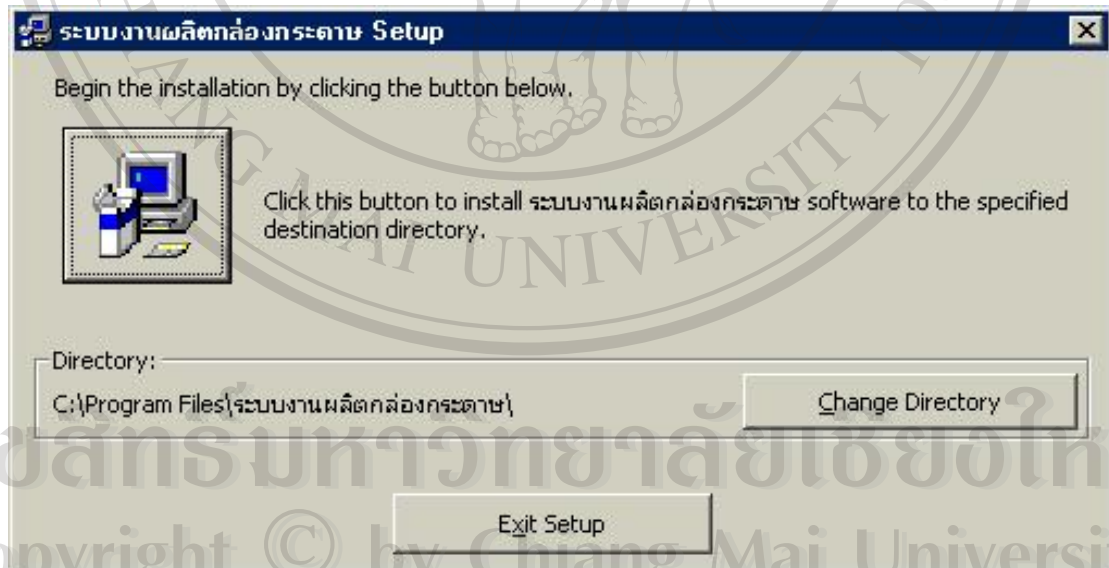 ระบบงานผลิตกล่องกระดาษ Setup
Begin the installation by clicking the button below.
Click this button to install ระบบงานผลิตกล่องกระดาษ software to the specified
destination directory.
Directory:
C:\Program Files\ระบบงานผลิตกล่องกระดาษ\
Change Directory
Exit Setup
ANG MAI UNIVERSITY
ขสิทธิ์มหาวิทยาลัยเชียงให
opyright © by Chiang Mai Universi